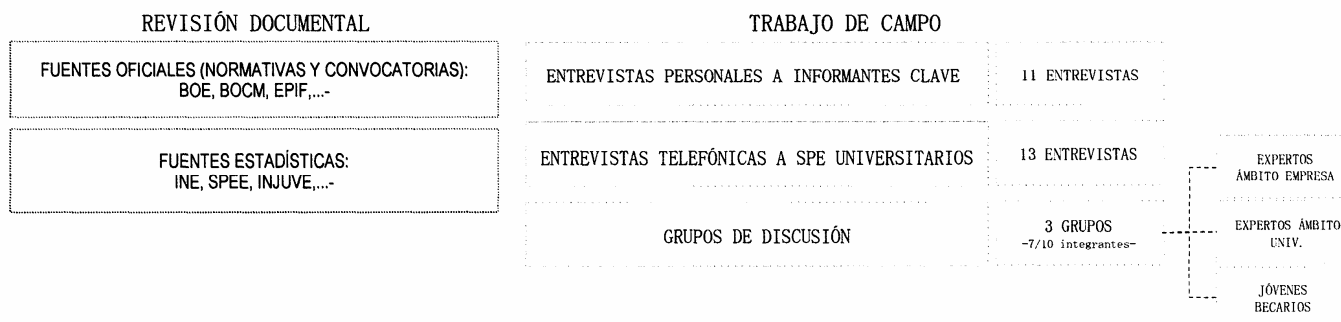 REVISIÓN DOCUMENTAL
FUENTES OFICIALES (NORMATIVAS Y CONVOCATORIAS):
BOE, BOCM, EPIF,...-
FUENTES ESTADÍSTICAS:
INE, SPEE, INJUVE,...-
TRABAJO DE CAMPO
ENTREVISTAS PERSONALES A INFORMANTES CLAVE
11 ENTREVISTAS
ENTREVISTAS TELEFÓNICAS A SPE UNIVERSITARIOS
13 ENTREVISTAS
GRUPOS DE DISCUSIÓN
3 GRUPOS
-7/10 integrantes-
EXPERTOS
ÁMBITO EMPRESA
EXPERTOS ÁMBITO
UNIV.
JÓVENES
BECARIOS